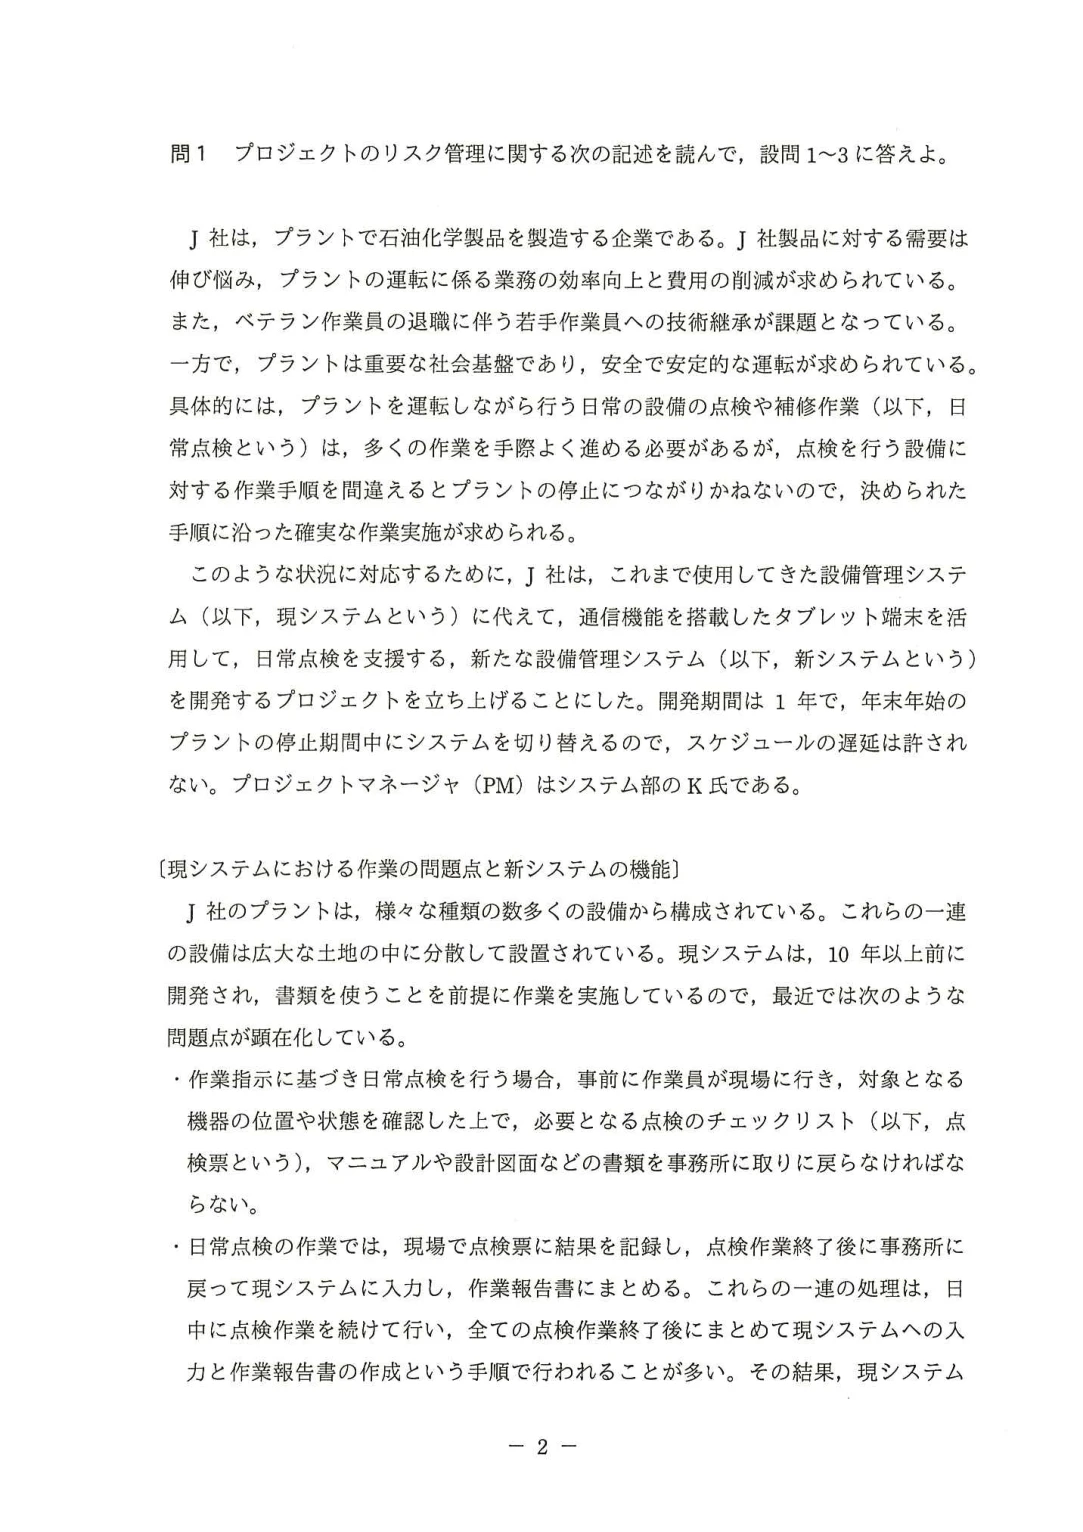 問1　プロジェクトのリスク管理に関する次の記述を読んで，設問1～3に答えよ。
J 社は，プラントで石油化学製品を製造する企業である。J 社製品に対する需要は
伸び悩み，プラントの運転に係る業務の効率向上と費用の削減が求められている。
また，ベテラン作業員の退職に伴う若手作業員への技術継承が課題となっている。
一方で，プラントは重要な社会基盤であり，安全で安定的な運転が求められている。
具体的には，プラントを運転しながら行う日常の設備の点検や補修作業（以下，日
常点検という）は，多くの作業を手際よく進める必要があるが，点検を行う設備に
対する作業手順を間違えるとプラントの停止につながりかねないので，決められた
手順に沿った確実な作業実施が求められる。
このような状況に対応するために，J 社は，これまで使用してきた設備管理システ
ム（以下，現システムという）に代えて，通信機能を搭載したタブレット端末を活
用して，日常点検を支援する，新たな設備管理システム（以下，新システムという）
を開発するプロジェクトを立ち上げることにした。開発期間は 1 年で，年末年始の
プラントの停止期間中にシステムを切り替えるので，スケジュールの遅延は許され
ない。プロジェクトマネージャ（PM）はシステム部の K 氏である。
〔現システムにおける作業の問題点と新システムの機能〕
J 社のプラントは，様々な種類の数多くの設備から構成されている。これらの一連
の設備は広大な土地の中に分散して設置されている。現システムは，10 年以上前に
開発され，書類を使うことを前提に作業を実施しているので，最近では次のような
問題点が顕在化している。
・作業指示に基づき日常点検を行う場合，事前に作業員が現場に行き，対象となる
機器の位置や状態を確認した上で，必要となる点検のチェックリスト（以下，点
検票という），マニュアルや設計図面などの書類を事務所に取りに戻らなければな
らない。
・日常点検の作業では，現場で点検票に結果を記録し，点検作業終了後に事務所に
戻って現システムに入力し，作業報告書にまとめる。これらの一連の処理は，日
中に点検作業を続けて行い，全ての点検作業終了後にまとめて現システムへの入
力と作業報告書の作成という手順で行われることが多い。その結果，現システム
－ 2 －